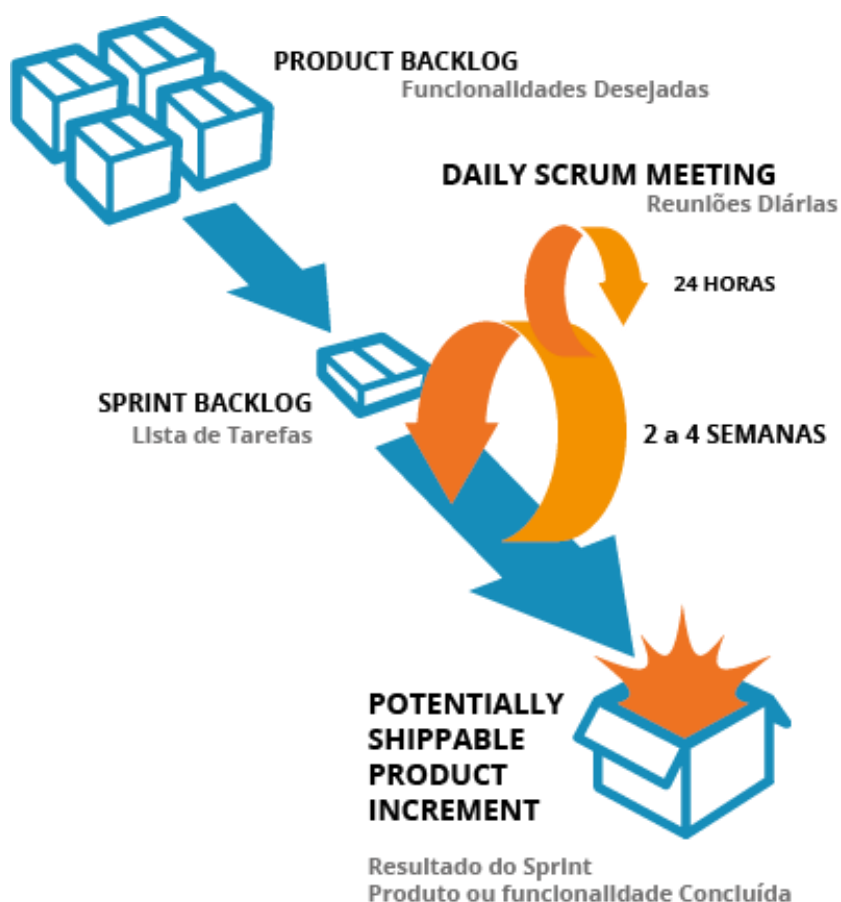 PRODUCT BACKLOG
Funcionalidades Desejadas
DAILY SCRUM MEETING
Reuniões Diárias
24 HORAS
SPRINT BACKLOG
Lista de Tarefas
2 a 4 SEMANAS
POTENTIALLY
SHIPPABLE
PRODUCT
INCREMENT
Resultado do Sprint
Produto ou funcionalidade Concluída